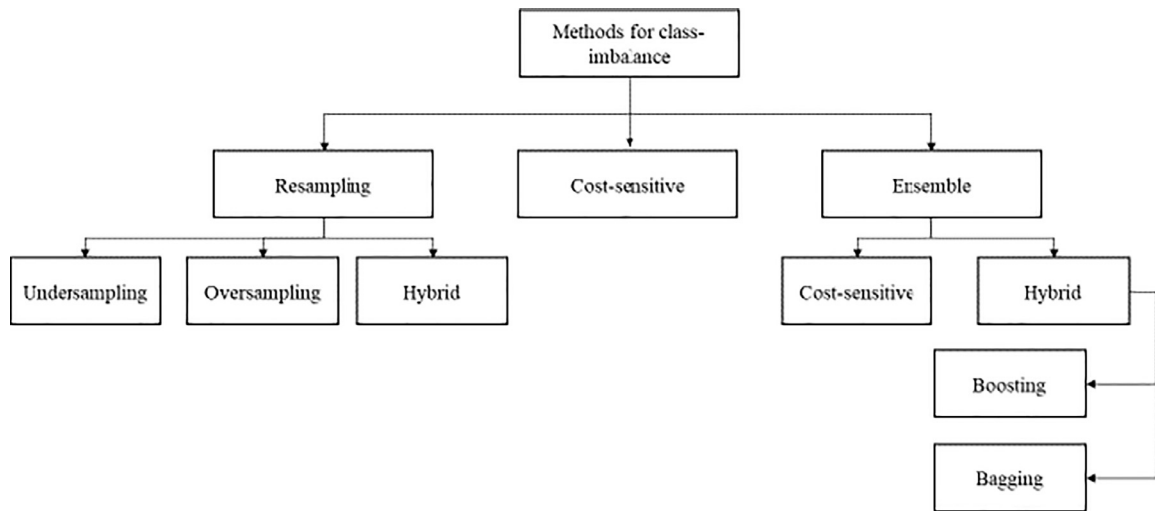 Methods for class-
imbalance
Resampling
Cost-sensitive
Ensemble
Undersampling
Oversampling
Hybrid
Cost-sensitive
Hybrid
Boosting
Bagging